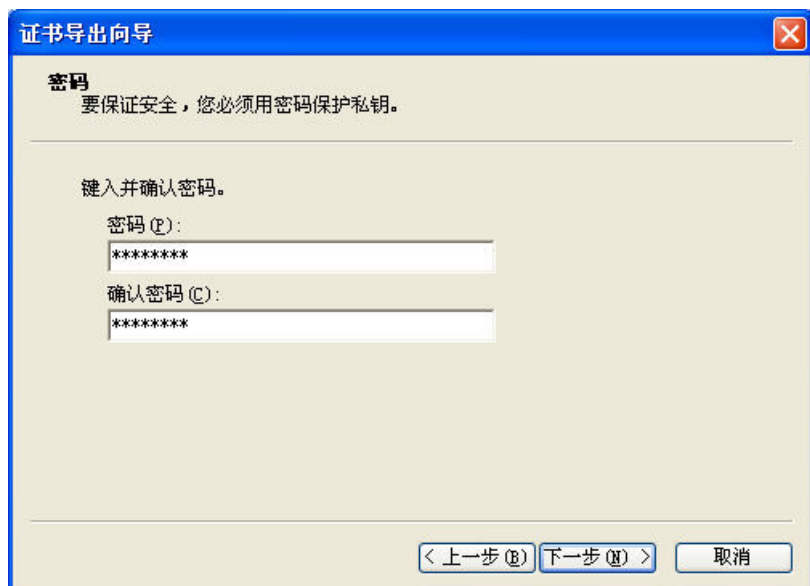 证书导出向导
密码
要保证安全，您必须用密码保护私钥。
键入并确认密码。
密码(P):
********
确认密码(C):
********
< 上一步(B) 下一步(N) > 取消